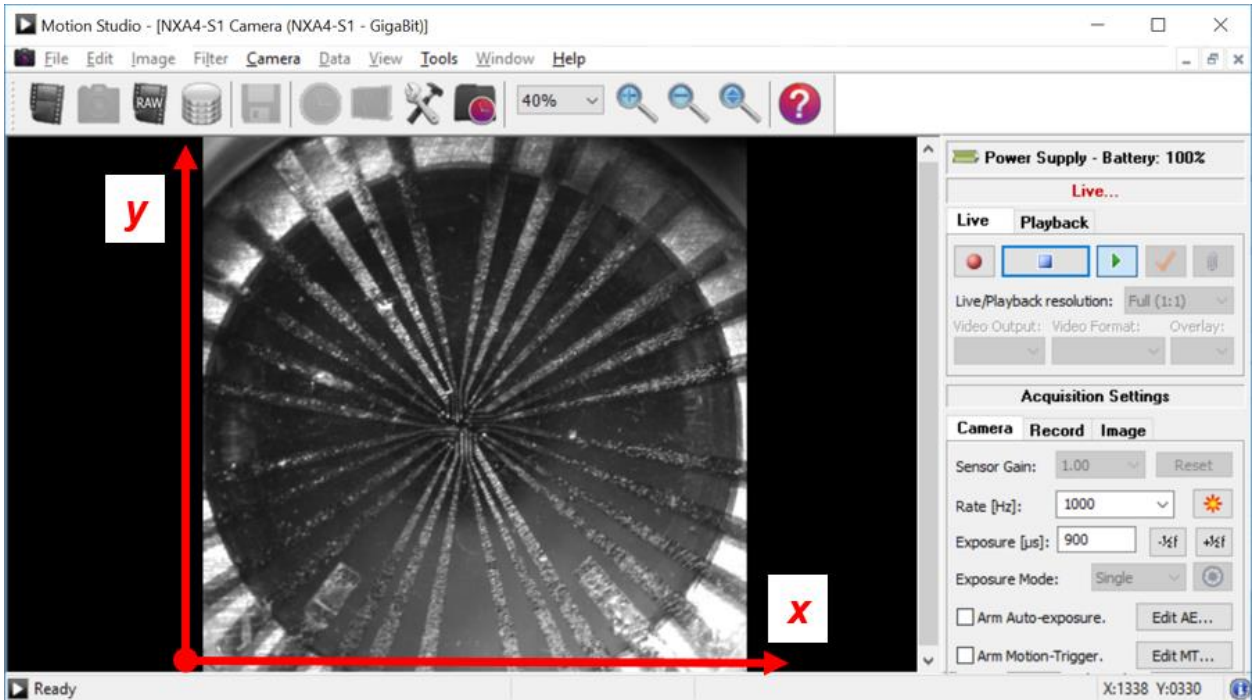 Motion Studio - [NXA4-S1 Camera (NXA4-S1 - GigaBit)]
File Edit Image Filter Camera Data View Tools Window Help
RAW 40% ?
y
x
Power Supply - Battery: 100%
Live...
Live Playback
Live/Playback resolution: Full (1:1)
Video Output: Video Format: Overlay:
Acquisition Settings
Camera Record Image
Sensor Gain: 1.00 Reset
Rate [Hz]: 1000
Exposure [µs]: 900 -½f +½f
Exposure Mode: Single
Arm Auto-exposure. Edit AE...
Arm Motion-Trigger. Edit MT...
Ready X:1338 Y:0330